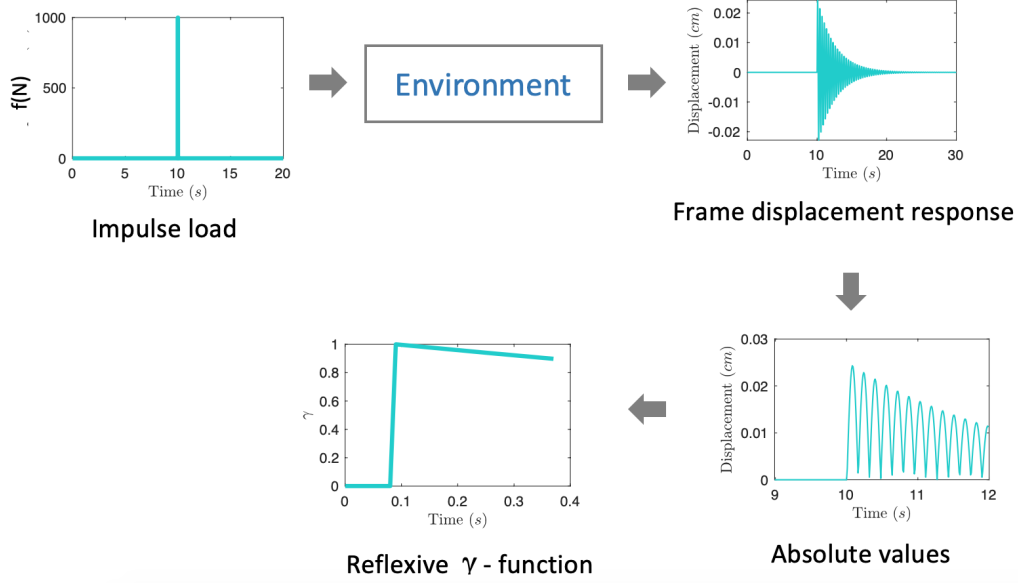 1000
500
0
f(N)
0 5 10 15 20
Time (s)
Impulse load
Environment
0.02
0.01
0
-0.01
-0.02
Displacement (cm)
0 10 20 30
Time (s)
Frame displacement response
1
0.8
0.6
0.4
0.2
0
γ
0 0.1 0.2 0.3 0.4
Time (s)
Reflexive γ - function
0.03
0.02
0.01
0
Displacement (cm)
9 10 11 12
Time (s)
Absolute values